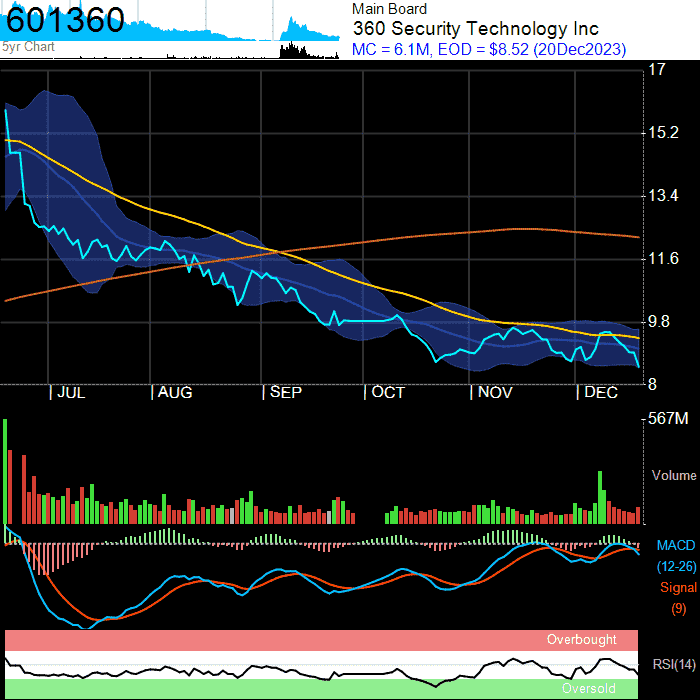 601360
5yr Chart
Main Board
360 Security Technology Inc
MC = 6.1M, EOD = $8.52 (20Dec2023)
17
15.2
13.4
11.6
9.8
8
| JUL | AUG | SEP | OCT | NOV | DEC
567M
Volume
MACD
(12-26)
Signal
(9)
Overbought
RSI(14)
Oversold